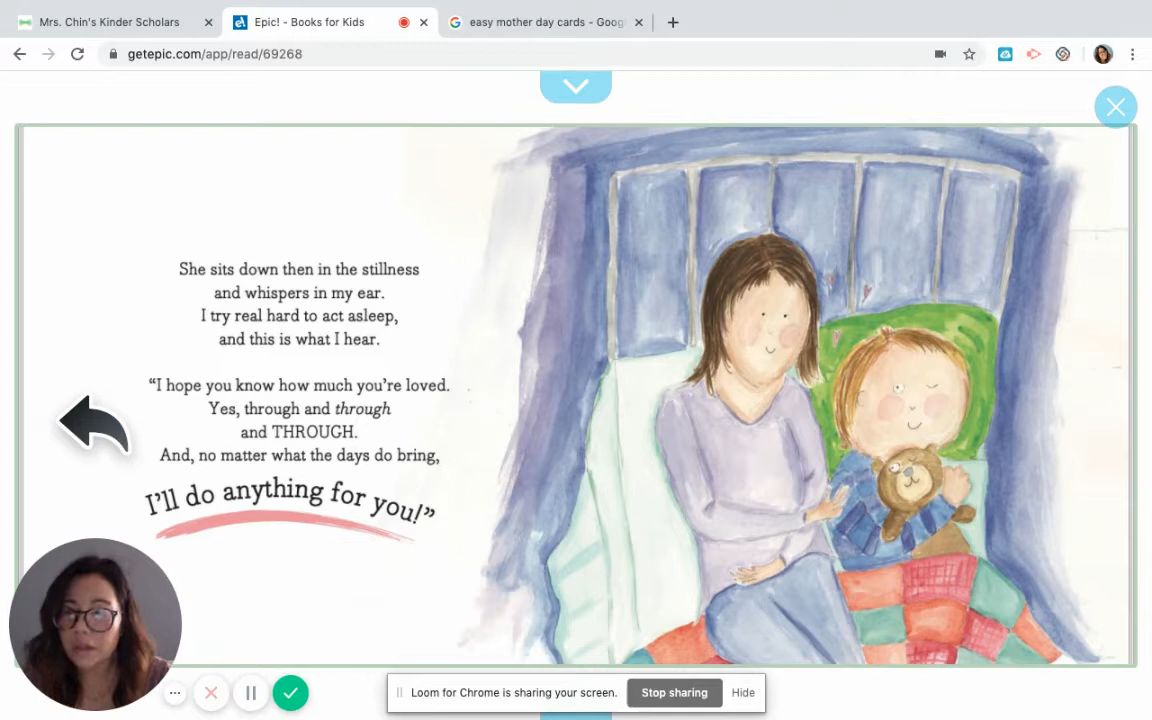 Mrs. Chin's Kinder Scholars
Epic! - Books for Kids
easy mother day cards - Goog
getepic.com/app/read/69268
She sits down then in the stillness
and whispers in my ear.
I try real hard to act asleep,
and this is what I hear.
“I hope you know how much you’re loved.
Yes, through and through
and THROUGH.
And, no matter what the days do bring,
I’ll do anything for you!”
Loom for Chrome is sharing your screen.
Stop sharing
Hide